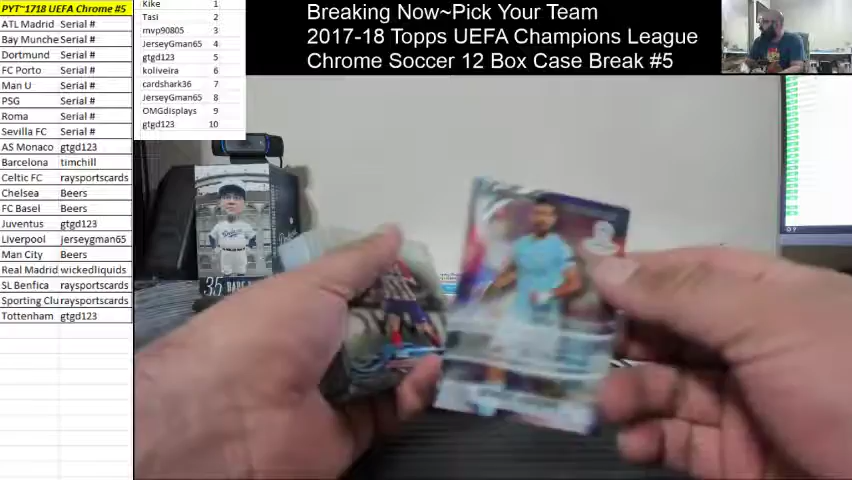 PYT~1718 UEFA Chrome #5
ATL Madrid Serial #
Bay Munche Serial #
Dortmund Serial #
FC Porto Serial #
Man U Serial #
PSG Serial #
Roma Serial #
Sevilla FC Serial #
AS Monaco gtgd123
Barcelona timchill
Celtic FC raysportscards
Chelsea Beers
FC Basel Beers
Juventus gtgd123
Liverpool jerseygman65
Man City Beers
Real Madrid wickedliquids
SL Benfica raysportscards
Sporting Clu raysportscards
Tottenham gtgd123
Kike 1
Tasi 2
mvp90805 3
JerseyGman65 4
gtgd123 5
koliveira 6
cardshark36 7
JerseyGman65 8
OMGdisplays 9
gtgd123 10
Breaking Now~Pick Your Team
2017-18 Topps UEFA Champions League
Chrome Soccer 12 Box Case Break #5
Dodgers
35